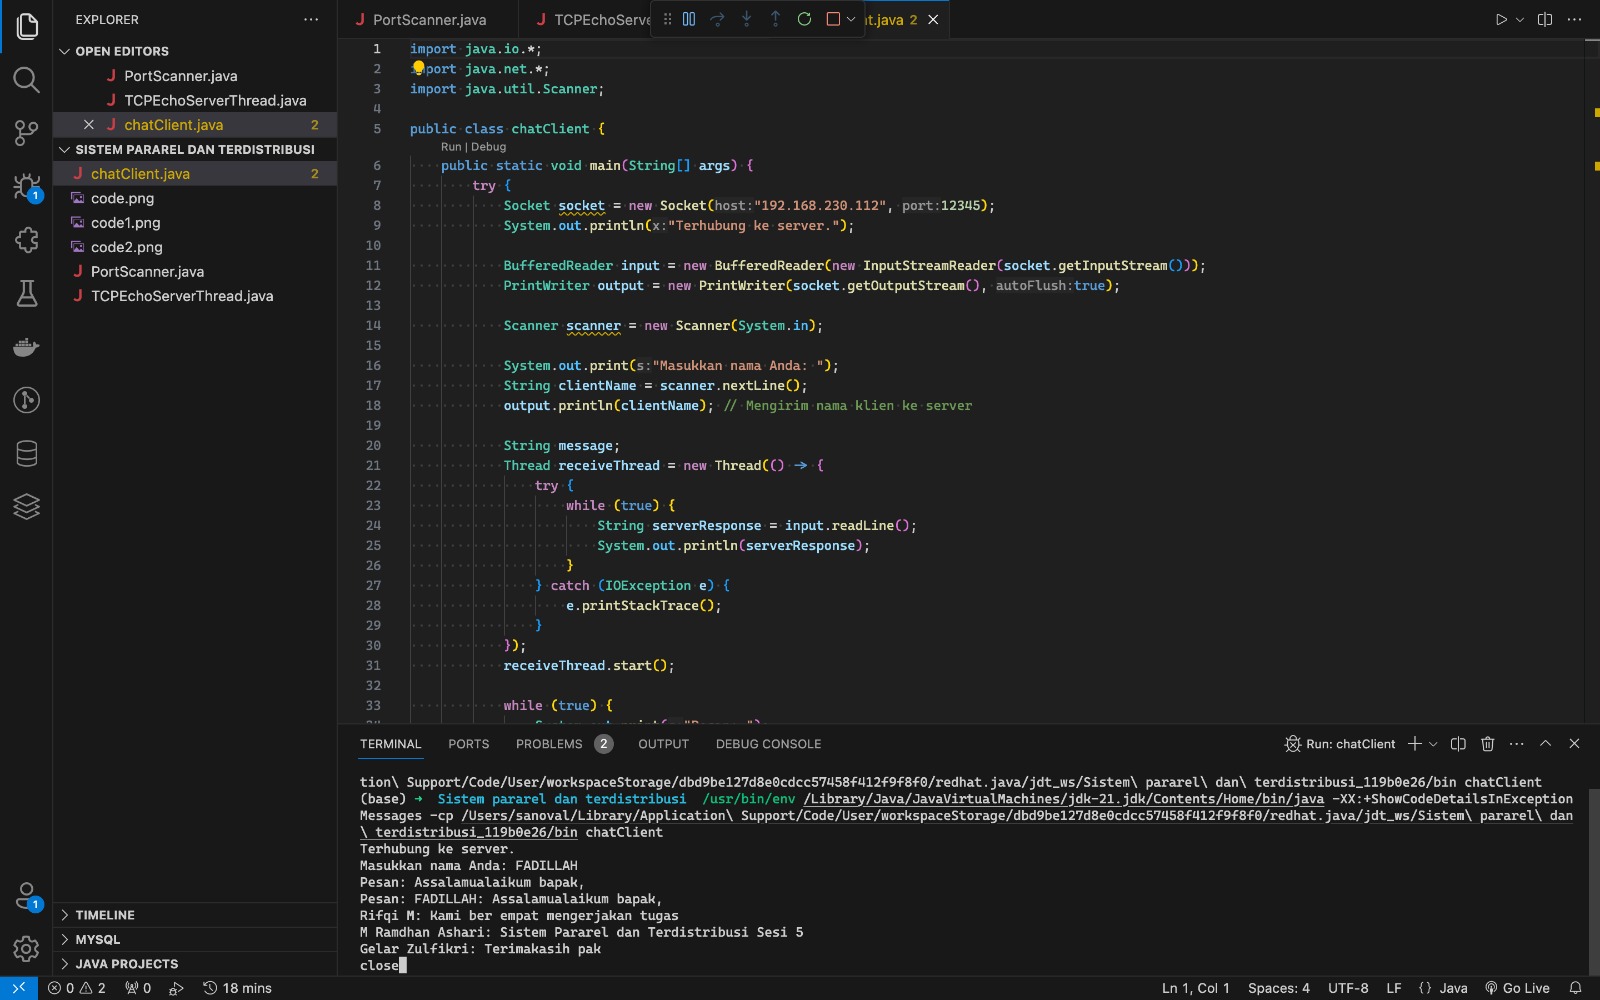 EXPLORER
OPEN EDITORS
PortScanner.java
TCPEchoServerThread.java
chatClient.java 2
SISTEM PARAREL DAN TERDISTRIBUSI
chatClient.java 2
code.png
code1.png
code2.png
PortScanner.java
TCPEchoServerThread.java
TIMELINE
MYSQL
JAVA PROJECTS
1
1
PortScanner.java
TCPEchoServe
t.java 2
1 import java.io.*;
2 import java.net.*;
3 import java.util.Scanner;
4
5 public class chatClient {
Run | Debug
6 public static void main(String[] args) {
7 try {
8 Socket socket = new Socket(host:"192.168.230.112", port:12345);
9 System.out.println(x:"Terhubung ke server.");
10
11 BufferedReader input = new BufferedReader(new InputStreamReader(socket.getInputStream()));
12 PrintWriter output = new PrintWriter(socket.getOutputStream(), autoFlush:true);
13
14 Scanner scanner = new Scanner(System.in);
15
16 System.out.print(s:"Masukkan nama Anda: ");
17 String clientName = scanner.nextLine();
18 output.println(clientName); // Mengirim nama klien ke server
19
20 String message;
21 Thread receiveThread = new Thread(() -> {
22 try {
23 while (true) {
24 String serverResponse = input.readLine();
25 System.out.println(serverResponse);
26 }
27 } catch (IOException e) {
28 e.printStackTrace();
29 }
30 });
31 receiveThread.start();
32
33 while (true) {
TERMINAL PORTS PROBLEMS 2 OUTPUT DEBUG CONSOLE
Run: chatClient
tion\ Support/Code/User/workspaceStorage/dbd9be127d8e0cdcc57458f412f9f8f0/redhat.java/jdt_ws/Sistem\ pararel\ dan\ terdistribusi_119b0e26/bin chatClient
(base) → Sistem pararel dan terdistribusi /usr/bin/env /Library/Java/JavaVirtualMachines/jdk-21.jdk/Contents/Home/bin/java -XX:+ShowCodeDetailsInException
Messages -cp /Users/sanoval/Library/Application\ Support/Code/User/workspaceStorage/dbd9be127d8e0cdcc57458f412f9f8f0/redhat.java/jdt_ws/Sistem\ pararel\ dan
\ terdistribusi_119b0e26/bin chatClient
Terhubung ke server.
Masukkan nama Anda: FADILLAH
Pesan: Assalamualaikum bapak,
Pesan: FADILLAH: Assalamualaikum bapak,
Rifqi M: Kami ber empat mengerjakan tugas
M Ramdhan Ashari: Sistem Pararel dan Terdistribusi Sesi 5
Gelar Zulfikri: Terimakasih pak
close
0 2 0 18 mins
Ln 1, Col 1 Spaces: 4 UTF-8 LF {} Java Go Live